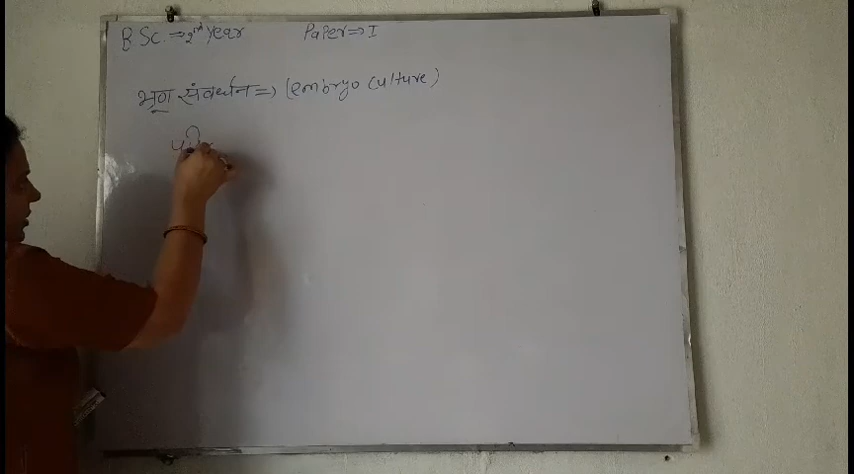 B.Sc. ⇒ 2nd year Paper ⇒ I
भ्रूण संवर्धन ⇒ (embryo culture)